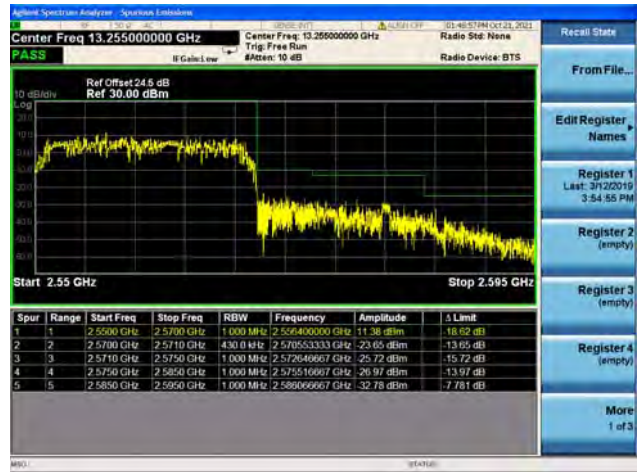 Agilent Spectrum Analyzer - Spurious Emissions
SENSE:INT ALIGN OFF 01:46:57PM Oct 21, 2021
Center Freq 13.255000000 GHz
Center Freq: 13.255000000 GHz
Radio Std: None
Trig: Free Run
PASS
IFGain:Low
#Atten: 10 dB
Radio Device: BTS
Ref Offset 24.5 dB
10 dB/div Ref 30.00 dBm
Log
Start 2.55 GHz
Stop 2.595 GHz
Spur Range Start Freq Stop Freq RBW Frequency Amplitude Δ Limit
1 1 2.5500 GHz 2.5700 GHz 1.000 MHz 2.556400000 GHz 11.38 dBm -18.62 dB
2 2 2.5700 GHz 2.5710 GHz 430.0 kHz 2.570553333 GHz -23.65 dBm -13.65 dB
3 3 2.5710 GHz 2.5750 GHz 1.000 MHz 2.572646667 GHz -25.72 dBm -15.72 dB
4 4 2.5750 GHz 2.5850 GHz 1.000 MHz 2.575516667 GHz -26.97 dBm -13.97 dB
5 5 2.5850 GHz 2.5950 GHz 1.000 MHz 2.586066667 GHz -32.78 dBm -7.781 dB
MSG
STATUS
Recall State
From File...
Edit Register
Names
Register 1
Last: 3/12/2019
3:54:55 PM
Register 2
(empty)
Register 3
(empty)
Register 4
(empty)
More
1 of 3